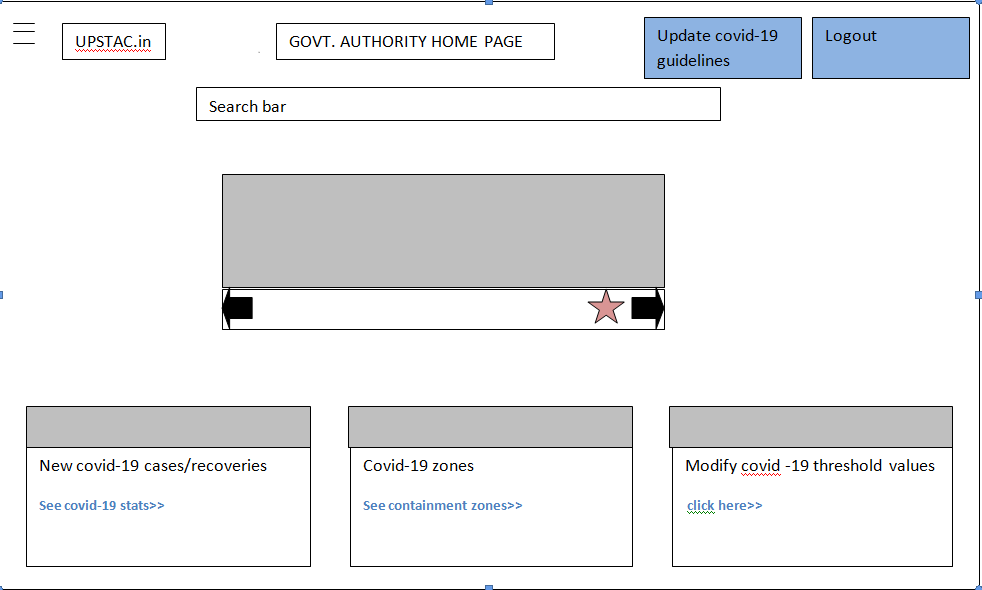 UPSTAC.in
GOVT. AUTHORITY HOME PAGE
Update covid-19
guidelines
Logout
Search bar
New covid-19 cases/recoveries
See covid-19 stats>>
Covid-19 zones
See containment zones>>
Modify covid -19 threshold values
click here>>